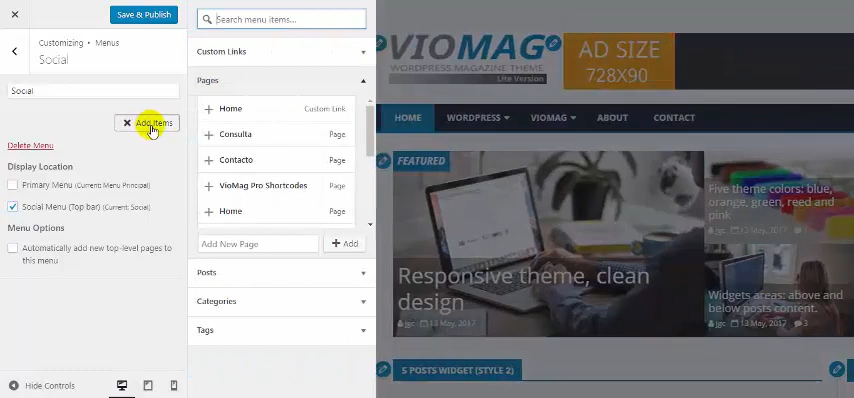 Save & Publish
Customizing • Menus
Social
Social
Add Items
Delete Menu
Display Location
Primary Menu (Current: Menu Principal)
Social Menu (Top bar) (Current: Social)
Menu Options
Automatically add new top-level pages to
this menu
Hide Controls
Search menu items...
Custom Links
Pages
Home Custom Link
Consulta Page
Contacto Page
VioMag Pro Shortcodes Page
Home Page
Add New Page
Add
Posts
Categories
Tags
VIOMAG
WORDPRESS MAGAZINE THEME
Lite Version
AD SIZE
728X90
HOME WORDPRESS VIOMAG ABOUT CONTACT
FEATURED
Responsive theme, clean
design
jgc 13 May, 2017
Five theme colors: blue,
orange, green, reed and
pink
jgc 13 May, 2017
Widgets areas: above and
below posts content.
jgc 13 May, 2017 3
5 POSTS WIDGET (STYLE 2)